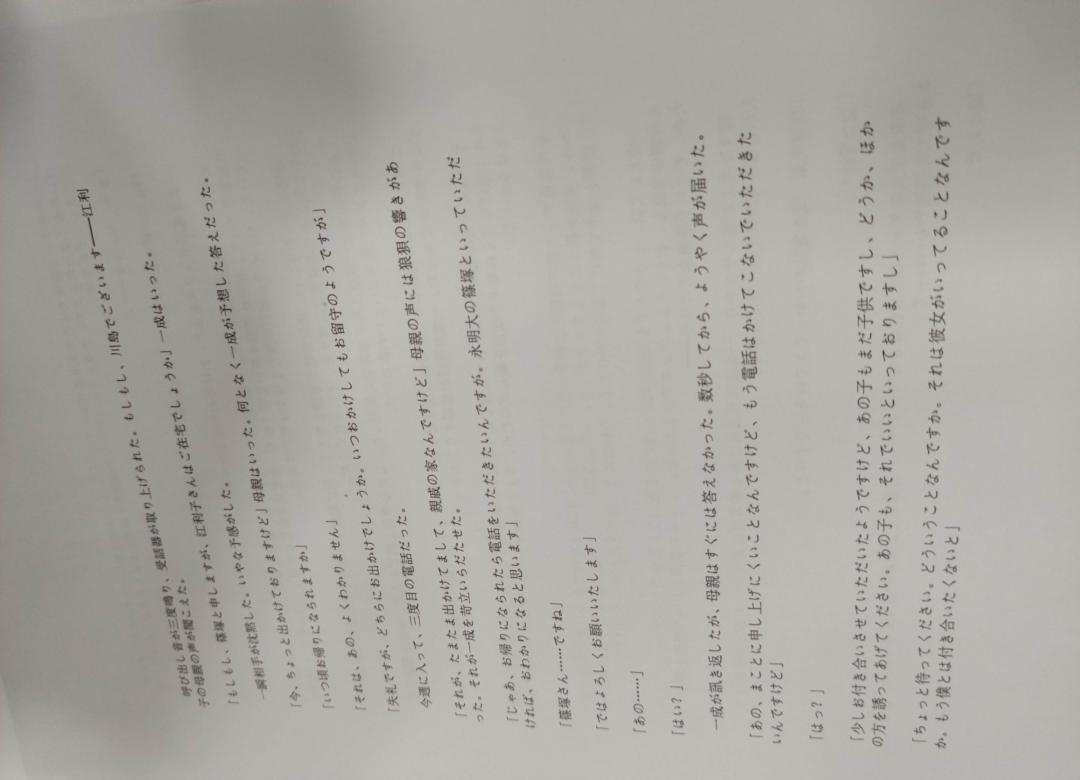 呼び出し音が三度鳴り、受話器が取り上げられた。もしもし、川島でございます――江利
子の母親の声が聞こえた。
「もしもし、篠塚と申しますが、江利子さんはご在宅でしょうか」一成はいった。
一瞬相手が沈黙した。いやな予感がした。
「今、ちょっと出かけておりますけど」母親はいった。何となく一成が予想した答えだった。
「いつ頃お帰りになられますか」
「それは、あの、よくわかりません」
「失礼ですが、どちらにお出かけでしょうか。いつおかけしてもお留守のようですが」
今週に入って、三度目の電話だった。
「それが、たまたま出かけてまして、親戚の家なんですけど」母親の声には狼狽の響きがあ
った。それが一成を苛立いらだたせた。
「じゃあ、お帰りになられたら電話をいただきたいんですが。永明大の篠塚といっていただ
ければ、おわかりになると思います」
「篠塚さん……ですね」
「ではよろしくお願いいたします」
「あの……」
「はい?」
一成が訊き返したが、母親はすぐには答えなかった。数秒してから、ようやく声が届いた。
「あの、まことに申し上げにくいことなんですけど、もう電話はかけてこないでいただきた
いんですけど」
「はっ?」
「少しお付き合いさせていただいたようですけど、あの子もまだ子供ですし、どうか、ほか
の方を誘ってあげてください。あの子も、それでいいといっておりますし」
「ちょっと待ってください。どういうことなんですか。それは彼女がいってることなんです
か。もう僕とは付き合いたくないと」